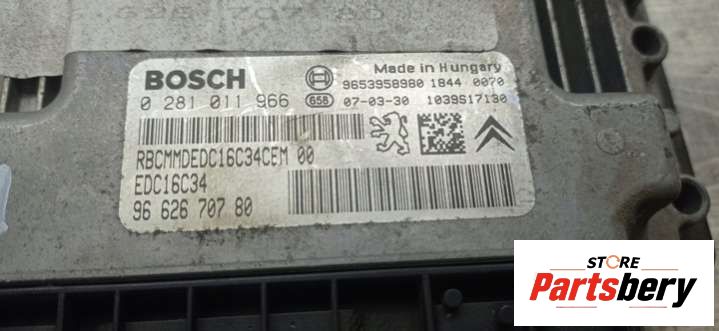 BOSCH
Made in Hungary
9653958980 1844 0070
0 281 011 966 658 07-03-30 1039S17130
RBCMMDEDC16C34CEM 00
EDC16C34
96 626 707 80
STORE
Partsbery